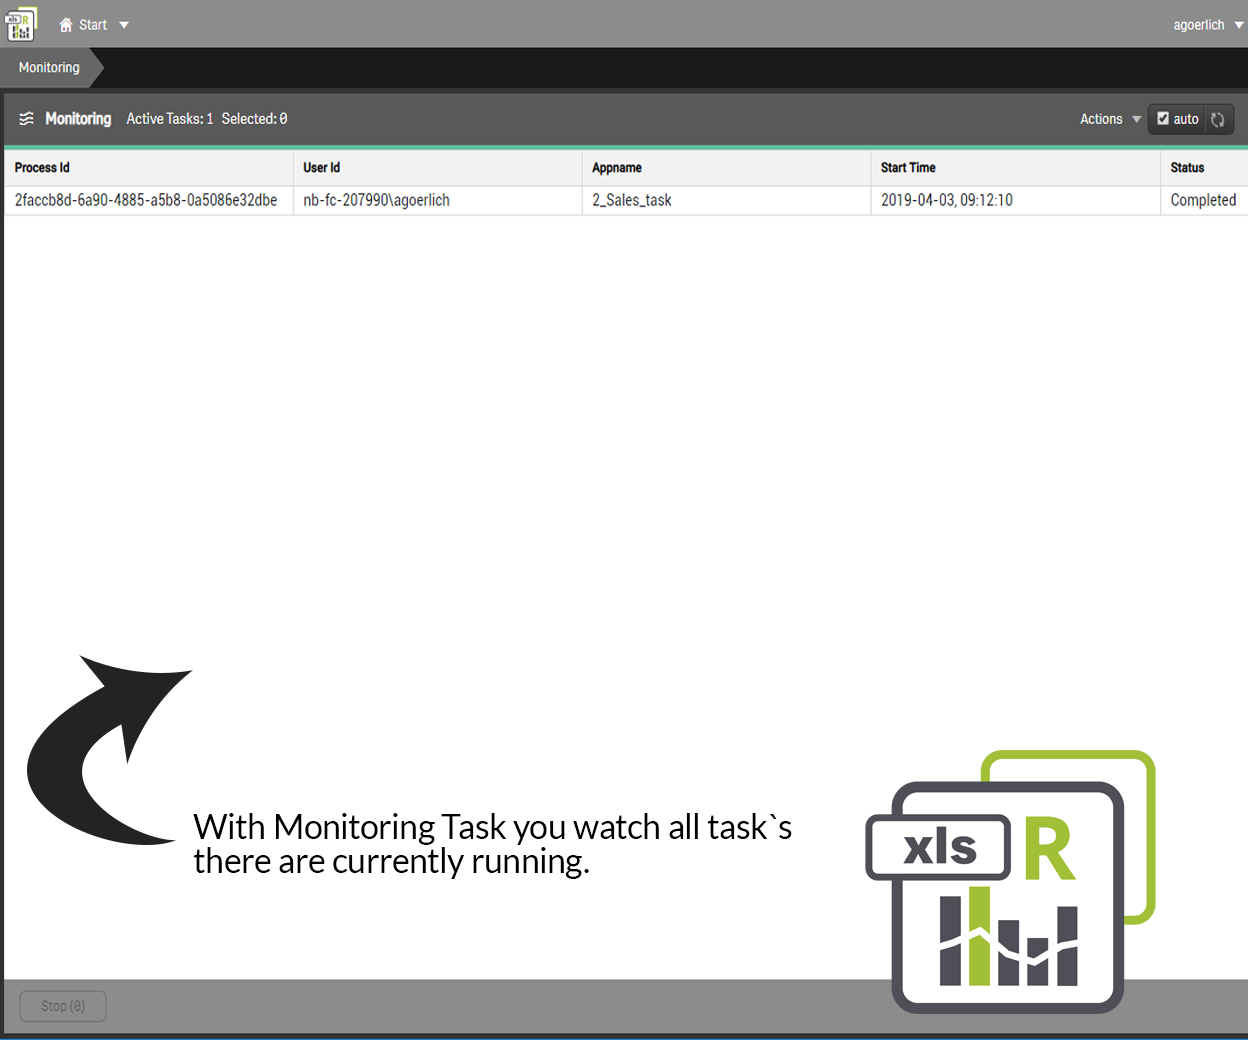 xls R
Start
agoerlich
Monitoring
Monitoring Active Tasks: 1 Selected: 0
Actions auto
Process Id User Id Appname Start Time Status
2faccb8d-6a90-4885-a5b8-0a5086e32dbe nb-fc-207990\agoerlich 2_Sales_task 2019-04-03, 09:12:10 Completed
With Monitoring Task you watch all task`s
there are currently running.
xls R
Stop (0)